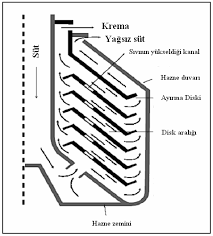 Krema
Yağsız süt
Sıvının yükseldiği kanal
Süt
Hazne duvarı
Ayırma Diski
Disk aralığı
Hazne zemini